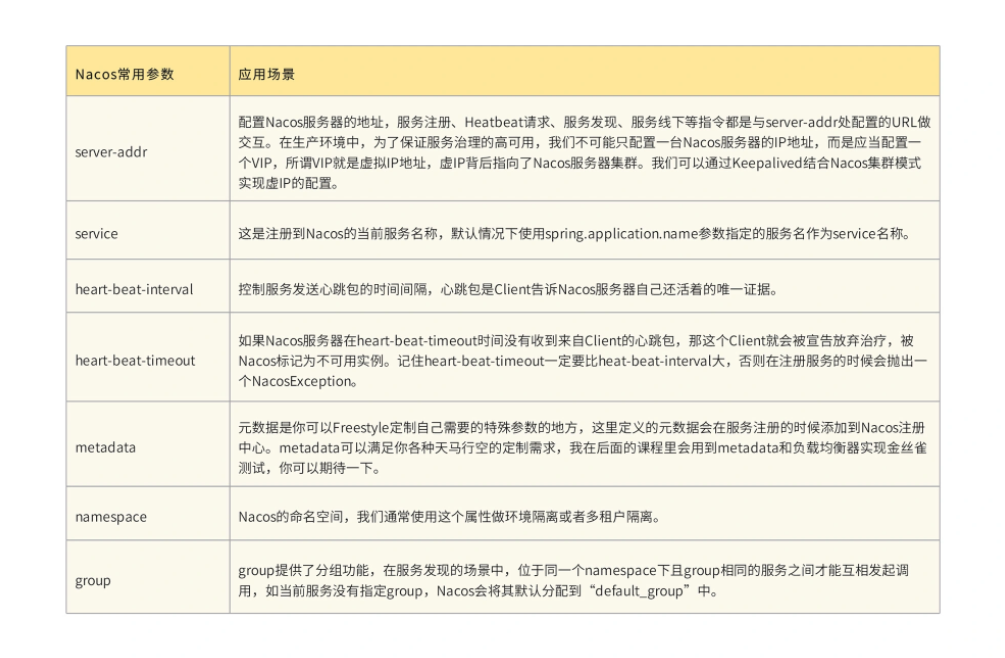 Nacos常用参数
应用场景
server-addr
配置Nacos服务器的地址，服务注册、Heatbeat请求、服务发现、服务线下等指令都是与server-addr处配置的URL做
交互。在生产环境中，为了保证服务治理的高可用，我们不可能只配置一台Nacos服务器的IP地址，而是应当配置一
个VIP，所谓VIP就是虚拟IP地址，虚IP背后指向了Nacos服务器集群。我们可以通过Keepalived结合Nacos集群模式
实现虚IP的配置。
service
这是注册到Nacos的当前服务名称，默认情况下使用spring.application.name参数指定的服务名作为service名称。
heart-beat-interval
控制服务发送心跳包的时间间隔，心跳包是Client告诉Nacos服务器自己还活着的唯一证据。
heart-beat-timeout
如果Nacos服务器在heart-beat-timeout时间没有收到来自Client的心跳包，那这个Client就会被宣告放弃治疗，被
Nacos标记为不可用实例。记住heart-beat-timeout一定要比heat-beat-interval大，否则在注册服务的时候会抛出一
个NacosException。
metadata
元数据是你可以Freestyle定制自己需要的特殊参数的地方，这里定义的元数据会在服务注册的时候添加到Nacos注册
中心。metadata可以满足你各种天马行空的定制需求，我在后面的课程里会用到metadata和负载均衡器实现金丝雀
测试，你可以期待一下。
namespace
Nacos的命名空间，我们通常使用这个属性做环境隔离或者多租户隔离。
group
group提供了分组功能，在服务发现的场景中，位于同一个namespace下且group相同的服务之间才能互相发起调
用，如当前服务没有指定group，Nacos会将其默认分配到“default_group”中。